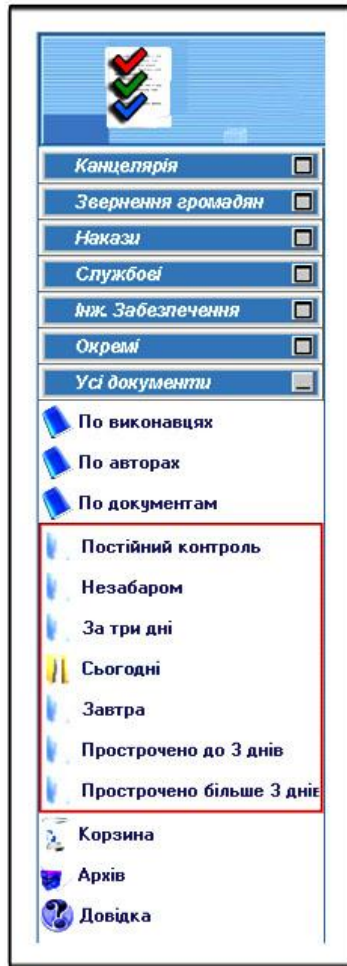 Канцелярія
Звернення громадян
Накази
Службові
Інж. Забезпечення
Окремі
Усі документи
По виконавцях
По авторах
По документам
Постійний контроль
Незабаром
За три дні
Сьогодні
Завтра
Прострочено до 3 днів
Прострочено більше 3 днів
Корзина
Архів
Довідка